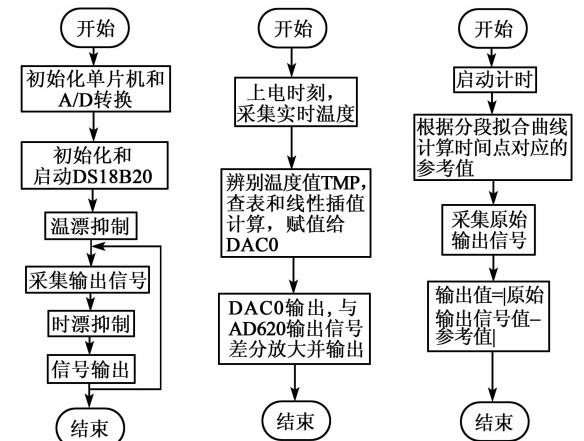 开始
初始化单片机和
A/D转换
初始化和
启动DS18B20
温漂抑制
采集输出信号
时漂抑制
信号输出
结束
开始
上电时刻，
采集实时温度
辨别温度值TMP，
查表和线性插值
计算，赋值给
DAC0
DAC0输出，与
AD620输出信号
差分放大并输出
结束
开始
启动计时
根据分段拟合曲线
计算时间点对应的
参考值
采集原始
输出信号
输出值=|原始
输出信号值−
参考值|
结束